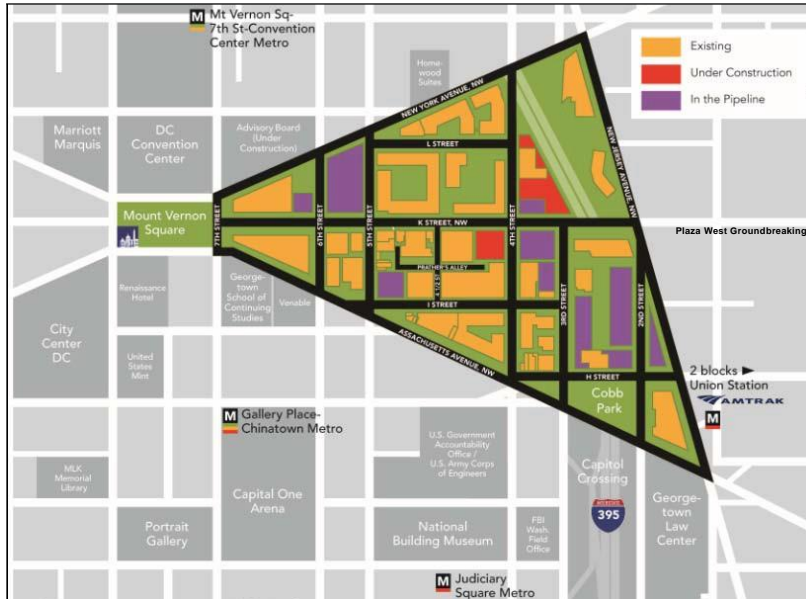 M Mt Vernon Sq-
7th St-Convention
Center Metro
Home-
wood
Suites
Existing
Under Construction
In the Pipeline
NEW YORK AVENUE, NW
Marriott
Marquis
DC
Convention
Center
Advisory Board
(Under
Construction)
L STREET
NEW JERSEY AVENUE, NW
Mount Vernon
Square
7TH STREET
6TH STREET
5TH STREET
K STREET, NW
4TH STREET
Plaza West Groundbreaking
PRATHER'S ALLEY
4 1/2 ST
I STREET
3RD STREET
2ND STREET
Renaissance
Hotel
George-
town
School of
Continuing
Studies
Venable
ASSACHUSETTS AVENUE, NW
City
Center
DC
United
States
Mint
H STREET
Cobb
Park
2 blocks ►
Union Station
AMTRAK
M
M Gallery Place-
Chinatown Metro
U.S. Government
Accountability
Office /
U.S. Army Corps
of Engineers
Capitol
Crossing
MLK
Memorial
Library
Capital One
Arena
INTERSTATE
395
George-
town
Law
Center
Portrait
Gallery
National
Building Museum
FBI
Wash.
Field
Office
M Judiciary
Square Metro